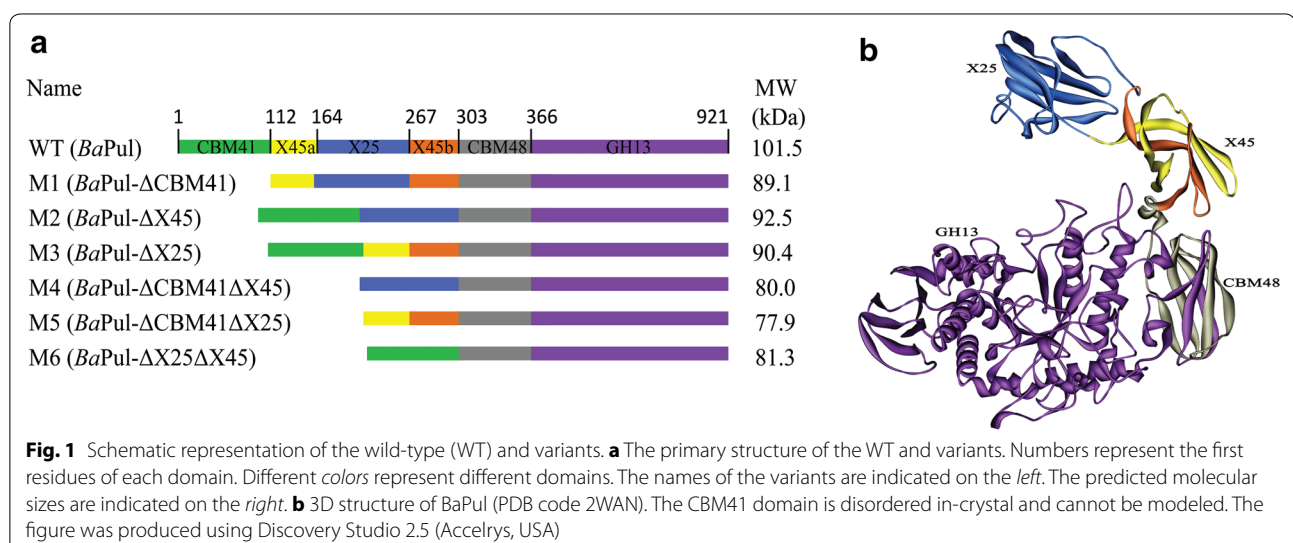 a
Name
MW
(kDa)
1 112 164 267 303 366 921
WT (BaPul) CBM41 X45a X25 X45b CBM48 GH13 101.5
M1 (BaPul-ΔCBM41) 89.1
M2 (BaPul-ΔX45) 92.5
M3 (BaPul-ΔX25) 90.4
M4 (BaPul-ΔCBM41ΔX45) 80.0
M5 (BaPul-ΔCBM41ΔX25) 77.9
M6 (BaPul-ΔX25ΔX45) 81.3
b
X25
X45
GH13
CBM48
Fig. 1 Schematic representation of the wild-type (WT) and variants. a The primary structure of the WT and variants. Numbers represent the first
residues of each domain. Different colors represent different domains. The names of the variants are indicated on the left. The predicted molecular
sizes are indicated on the right. b 3D structure of BaPul (PDB code 2WAN). The CBM41 domain is disordered in-crystal and cannot be modeled. The
figure was produced using Discovery Studio 2.5 (Accelrys, USA)